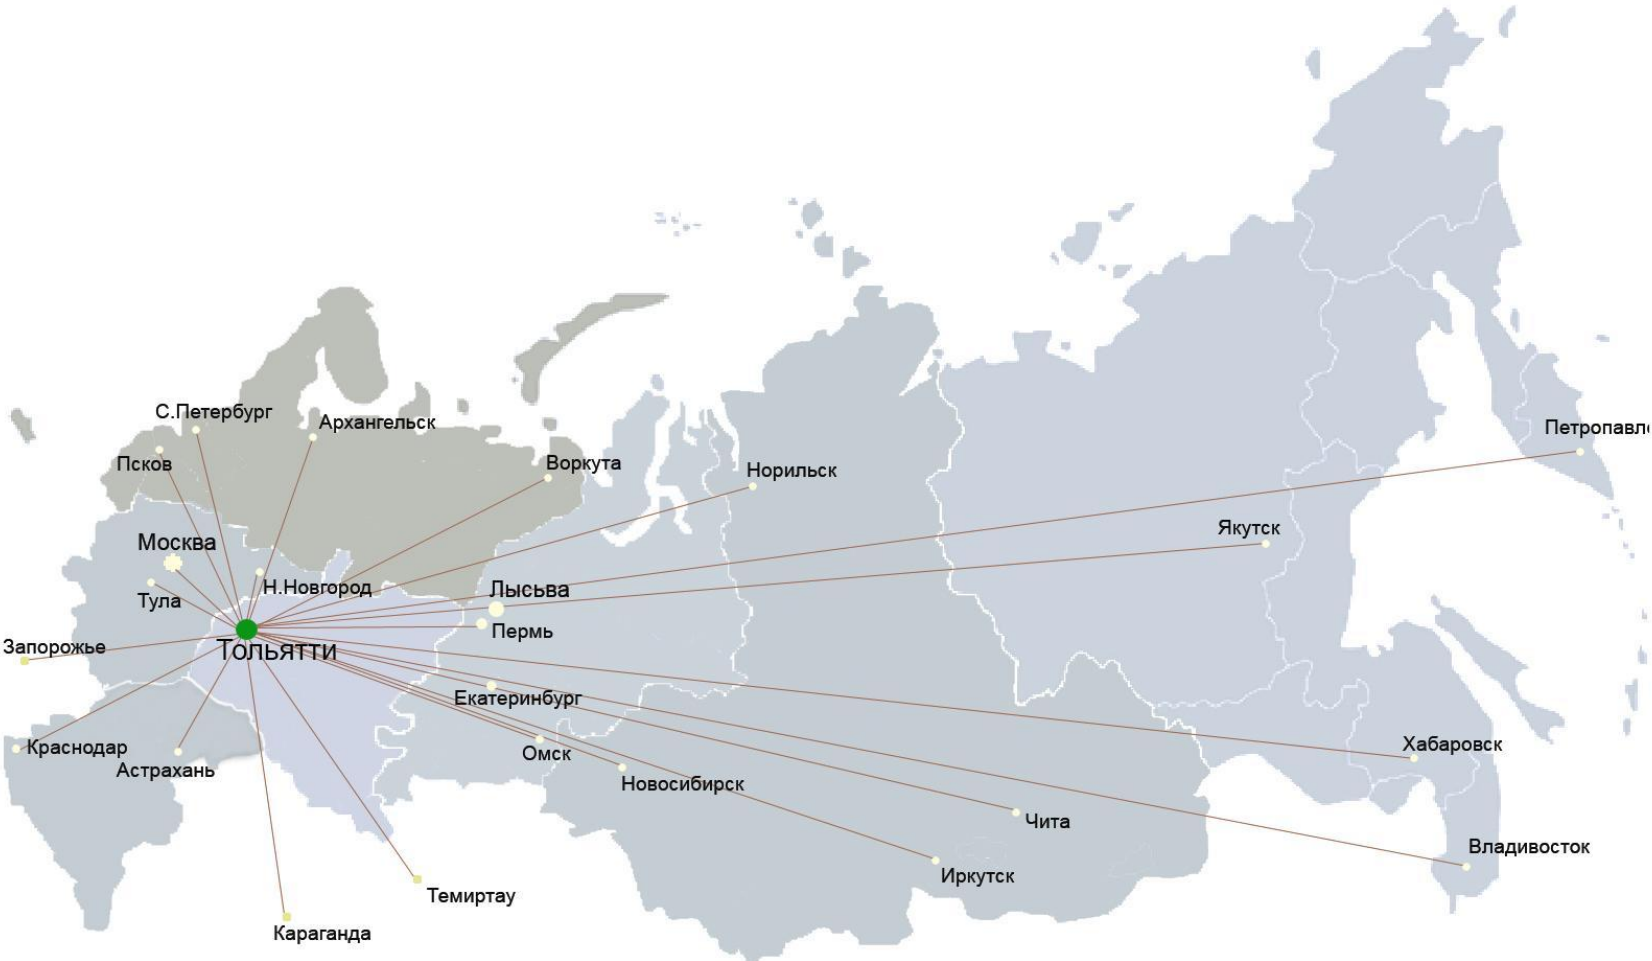 С.Петербург
Архангельск
Петропавл
Псков
Воркута
Норильск
Якутск
Москва
Н.Новгород
Лысьва
Тула
Пермь
Запорожье
Тольятти
Екатеринбург
Краснодар
Астрахань
Омск
Новосибирск
Хабаровск
Чита
Владивосток
Иркутск
Темиртау
Караганда